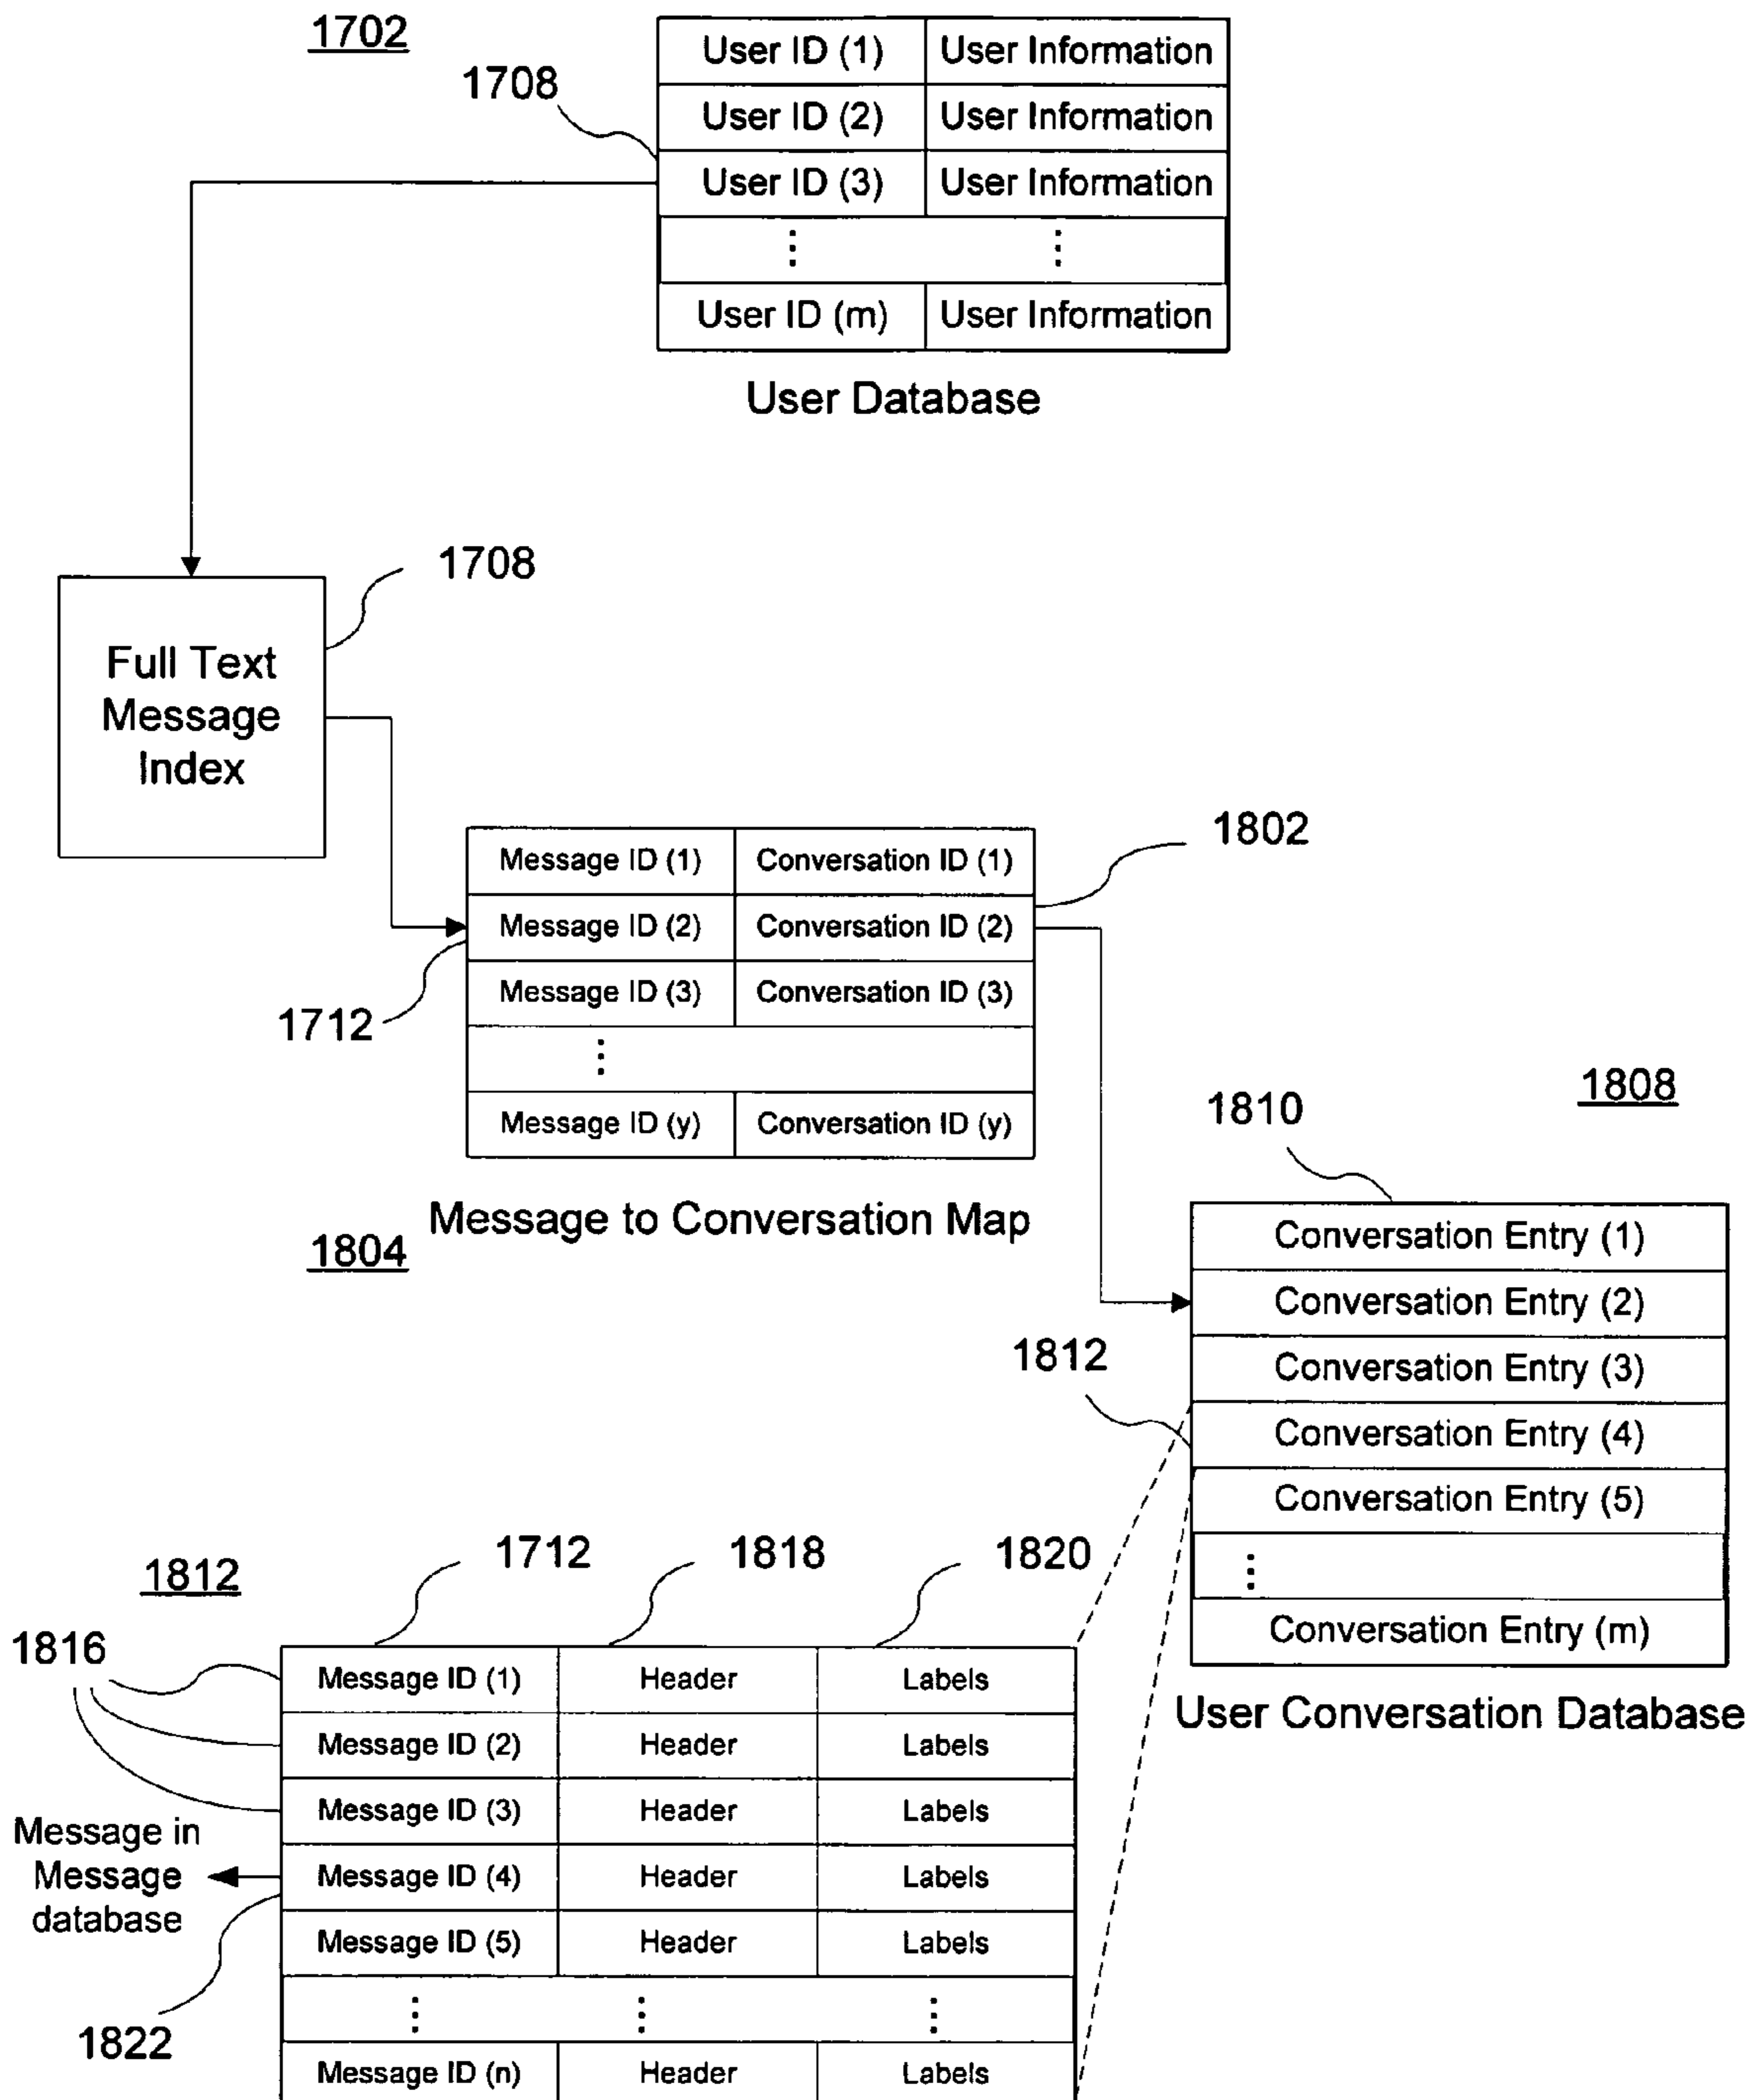 1702
1708
User ID (1) User Information
User ID (2) User Information
User ID (3) User Information
⋮ ⋮
User ID (m) User Information
User Database
1708
Full Text
Message
Index
1802
Message ID (1) Conversation ID (1)
Message ID (2) Conversation ID (2)
Message ID (3) Conversation ID (3)
⋮
Message ID (y) Conversation ID (y)
1712
Message to Conversation Map
1804
1808
1810
Conversation Entry (1)
Conversation Entry (2)
Conversation Entry (3)
Conversation Entry (4)
Conversation Entry (5)
⋮
Conversation Entry (m)
1812
User Conversation Database
1812
1712
1818
1820
1816
Message ID (1) Header Labels
Message ID (2) Header Labels
Message ID (3) Header Labels
Message ID (4) Header Labels
Message ID (5) Header Labels
⋮ ⋮ ⋮
Message ID (n) Header Labels
Message in
Message
database
1822